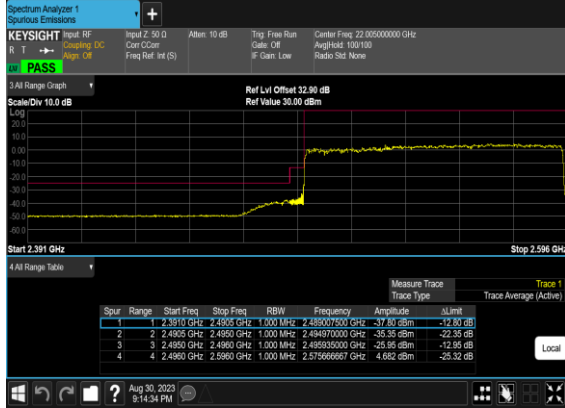 Spectrum Analyzer 1
Spurious Emissions
+
KEYSIGHT Input: RF Input Z: 50 Ω Atten: 10 dB Trig: Free Run Center Freq: 22.005000000 GHz
R T Coupling: DC Corr CCorr Gate: Off Avg|Hold: 100/100
Align: Off Freq Ref: Int (S) IF Gain: Low Radio Std: None
PASS
3 All Range Graph
Ref Lvl Offset 32.90 dB
Scale/Div 10.0 dB Ref Value 30.00 dBm
Log
20.0
10.0
0.00
-10.0
-20.0
-30.0
-40.0
-50.0
-60.0
Start 2.391 GHz Stop 2.596 GHz
4 All Range Table
Measure Trace Trace 1
Trace Type Trace Average (Active)
Spur Range Start Freq Stop Freq RBW Frequency Amplitude ΔLimit
1 1 2.3910 GHz 2.4905 GHz 1.000 MHz 2.489007500 GHz -37.80 dBm -12.80 dB
2 2 2.4905 GHz 2.4950 GHz 1.000 MHz 2.494970000 GHz -35.35 dBm -22.35 dB
3 3 2.4950 GHz 2.4960 GHz 1.000 MHz 2.495935000 GHz -25.95 dBm -12.95 dB
4 4 2.4960 GHz 2.5960 GHz 1.000 MHz 2.575666667 GHz 4.682 dBm -25.32 dB
Local
? Aug 30, 2023
9:14:34 PM